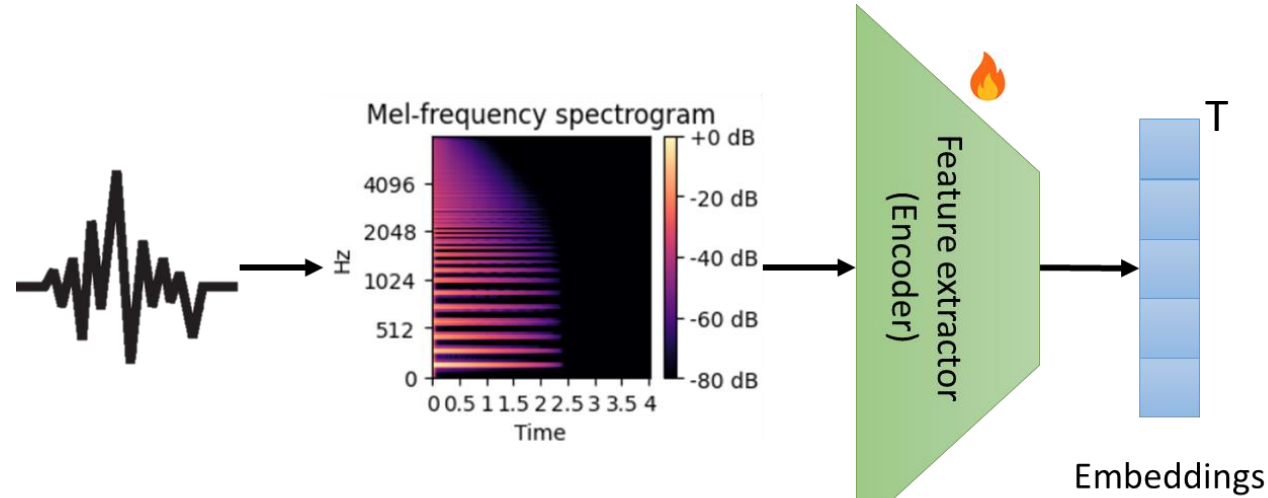 Mel-frequency spectrogram
Hz
4096
2048
1024
512
0
0 0.5 1 1.5 2 2.5 3 3.5 4
Time
+0 dB
-20 dB
-40 dB
-60 dB
-80 dB
Feature extractor
(Encoder)
T
Embeddings